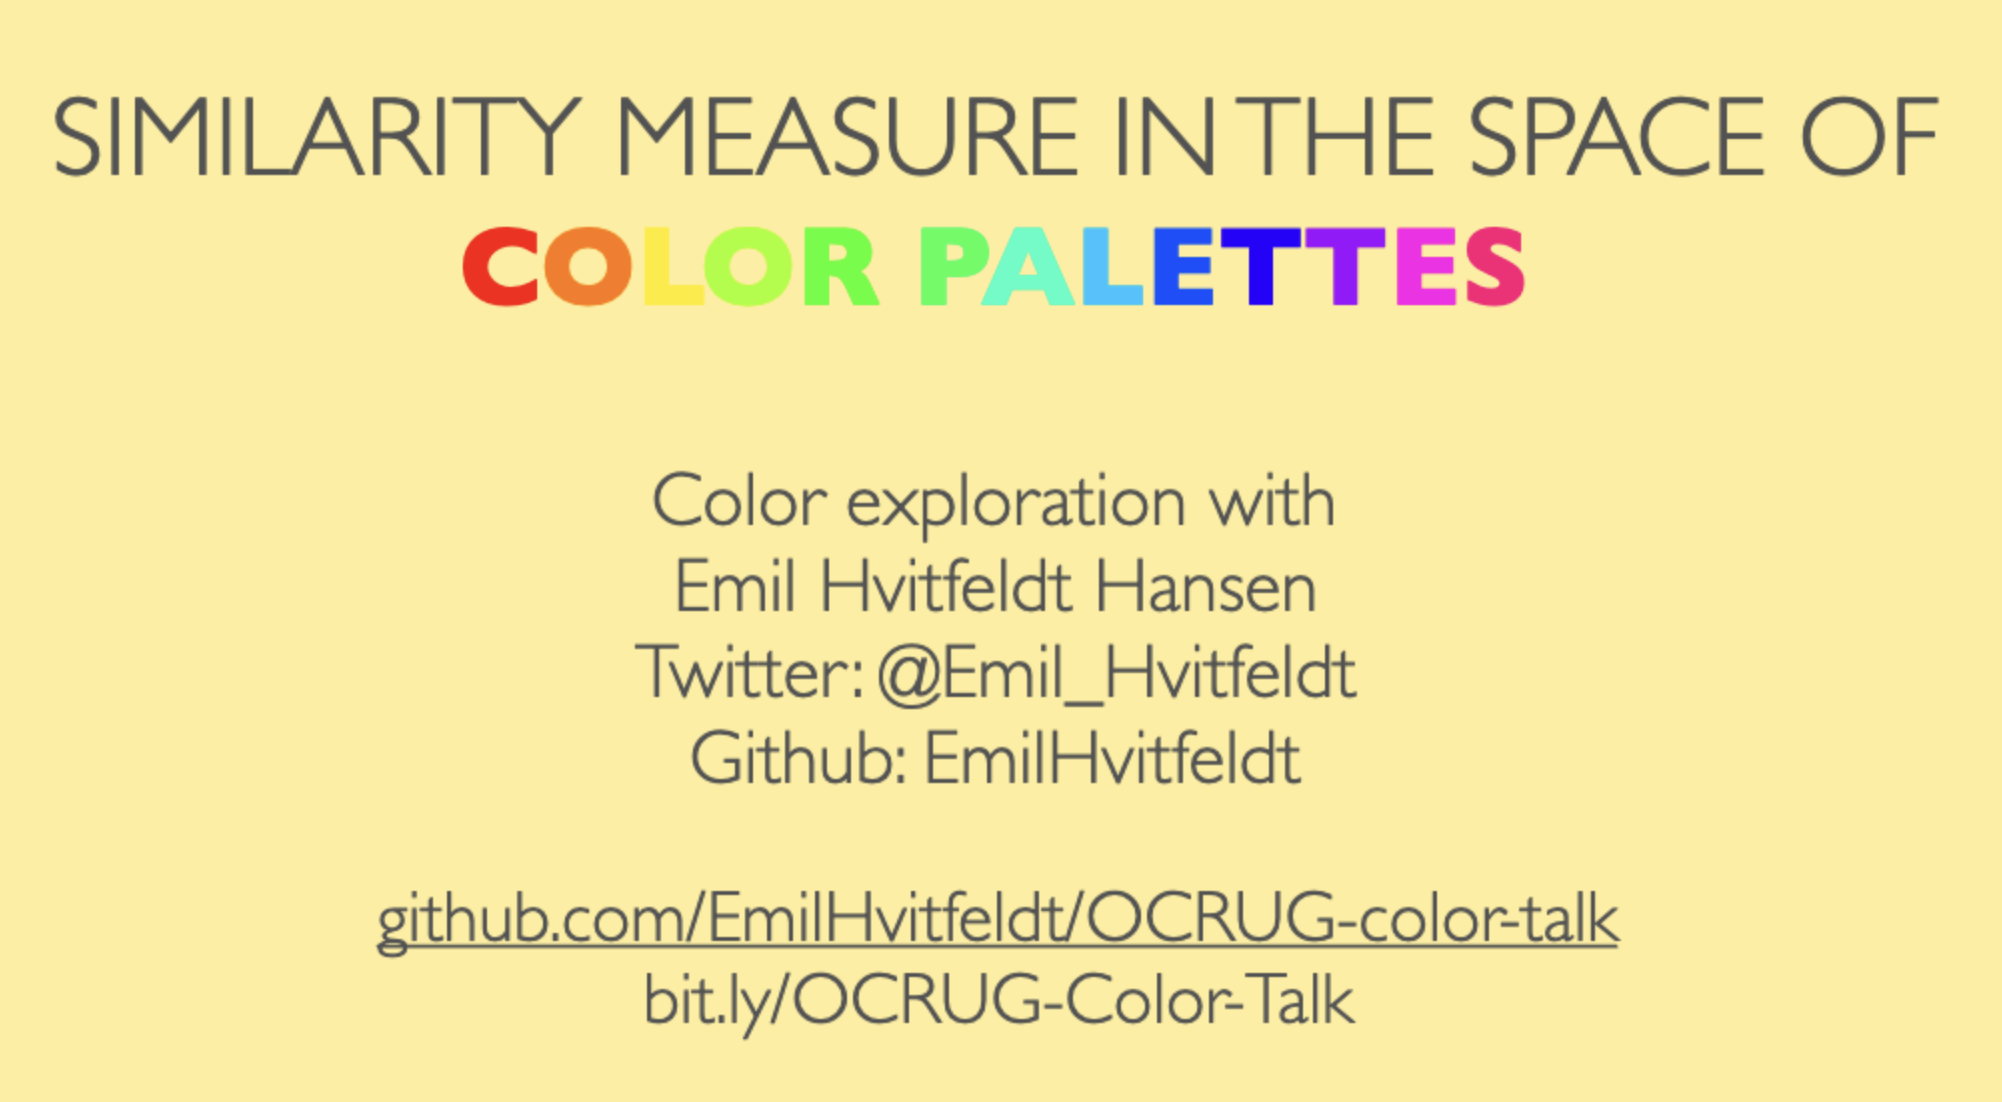 SIMILARITY MEASURE IN THE SPACE OF
COLOR PALETTES
Color exploration with
Emil Hvitfeldt Hansen
Twitter: @Emil_Hvitfeldt
Github: EmilHvitfeldt
github.com/EmilHvitfeldt/OCRUG-color-talk
bit.ly/OCRUG-Color-Talk